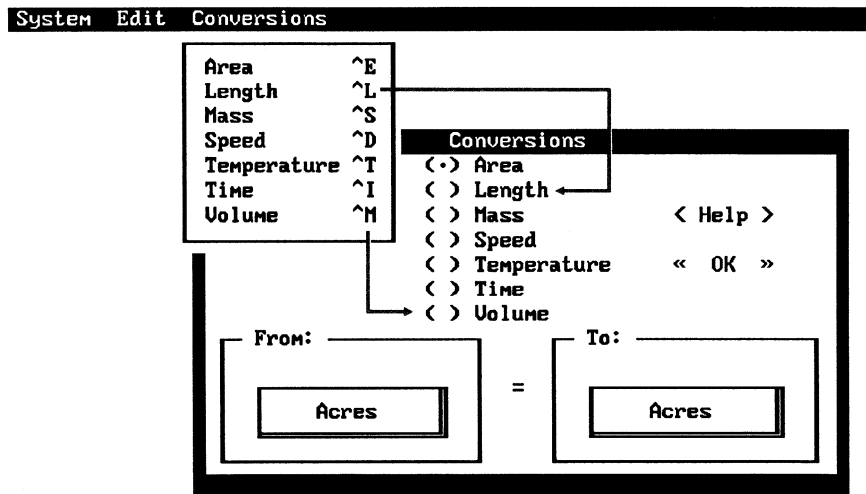 System Edit Conversions
Area ^E
Length ^L
Mass ^S
Speed ^D
Temperature ^T
Time ^I
Volume ^M
Conversions
(·) Area
( ) Length
( ) Mass < Help >
( ) Speed
( ) Temperature « OK »
( ) Time
( ) Volume
From: To:
Acres = Acres